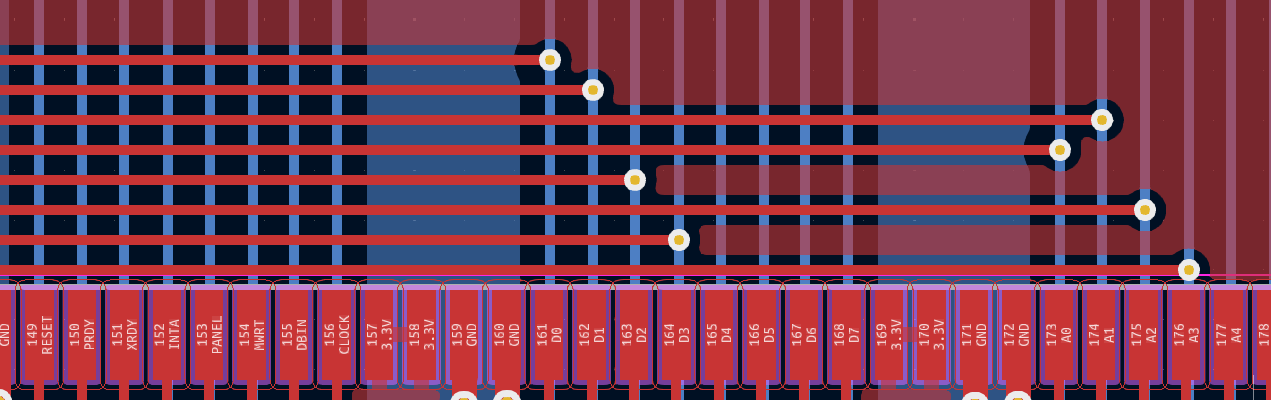 GND
149
RESET
150
PRDY
151
XRDY
152
INTA
153
PANEL
154
MWRT
155
DBIN
156
CLOCK
157
3.3V
158
3.3V
159
GND
160
GND
161
D0
162
D1
163
D2
164
D3
165
D4
166
D5
167
D6
168
D7
169
3.3V
170
3.3V
171
GND
172
GND
173
A0
174
A1
175
A2
176
A3
177
A4
178